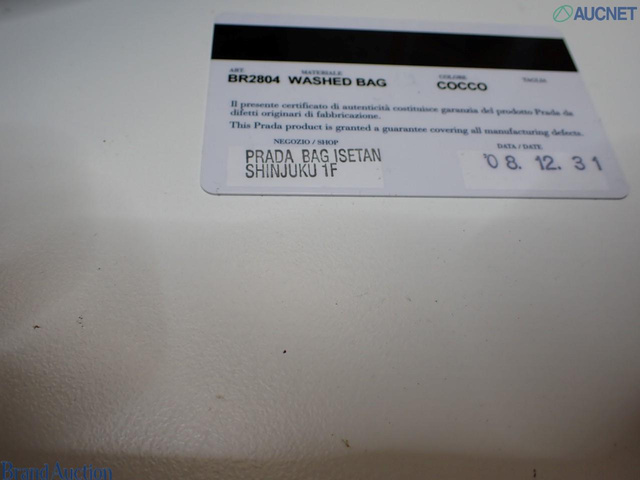 AUCNET
ART. MATERIALE COLORE TAGLIA
BR2804 WASHED BAG COCCO
Il presente certificato di autenticità costituisce garanzia del prodotto Prada da
difetti originari di fabbricazione.
This Prada product is granted a guarantee covering all manufacturing defects.
NEGOZIO / SHOP DATA / DATE
PRADA BAG ISETAN '08. 12. 31
SHINJUKU 1F
Brand Auction